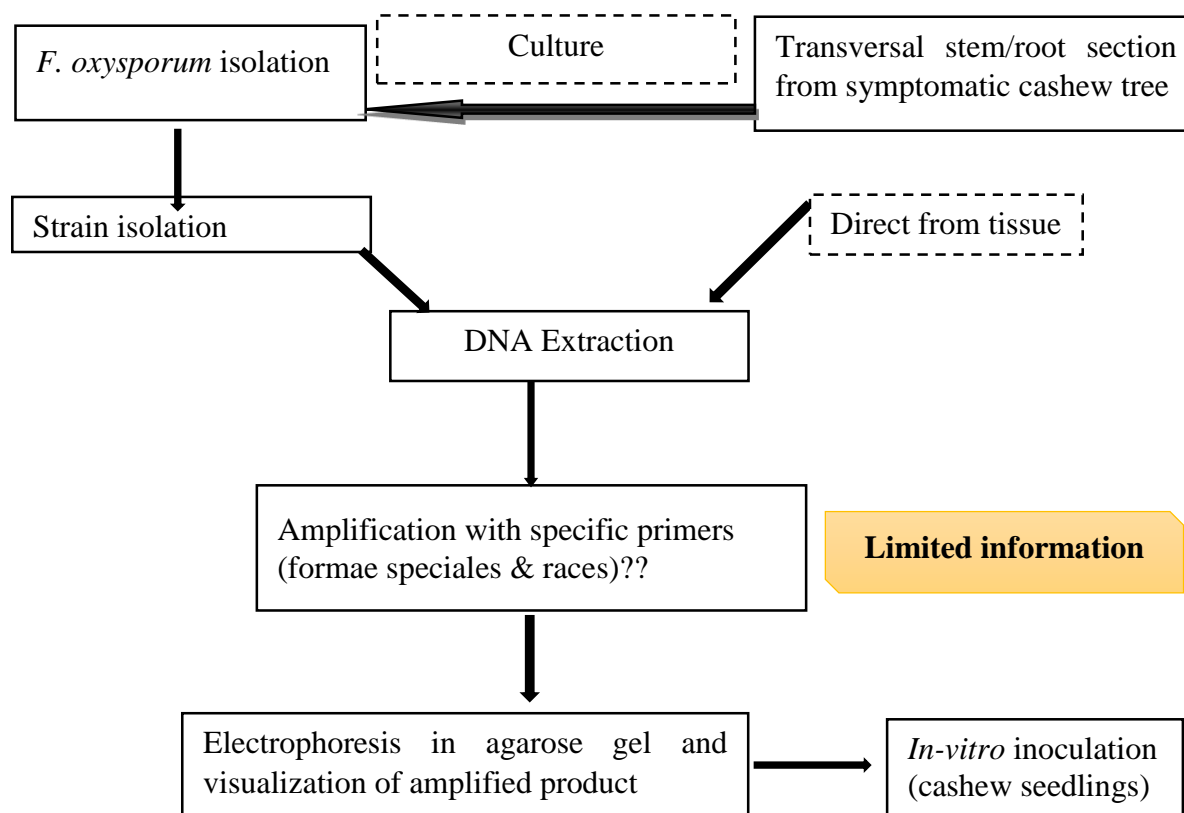 F. oxysporum isolation
Culture
Transversal stem/root section
from symptomatic cashew tree
Strain isolation
Direct from tissue
DNA Extraction
Amplification with specific primers
(formae speciales & races)??
Limited information
Electrophoresis in agarose gel and
visualization of amplified product
In-vitro inoculation
(cashew seedlings)